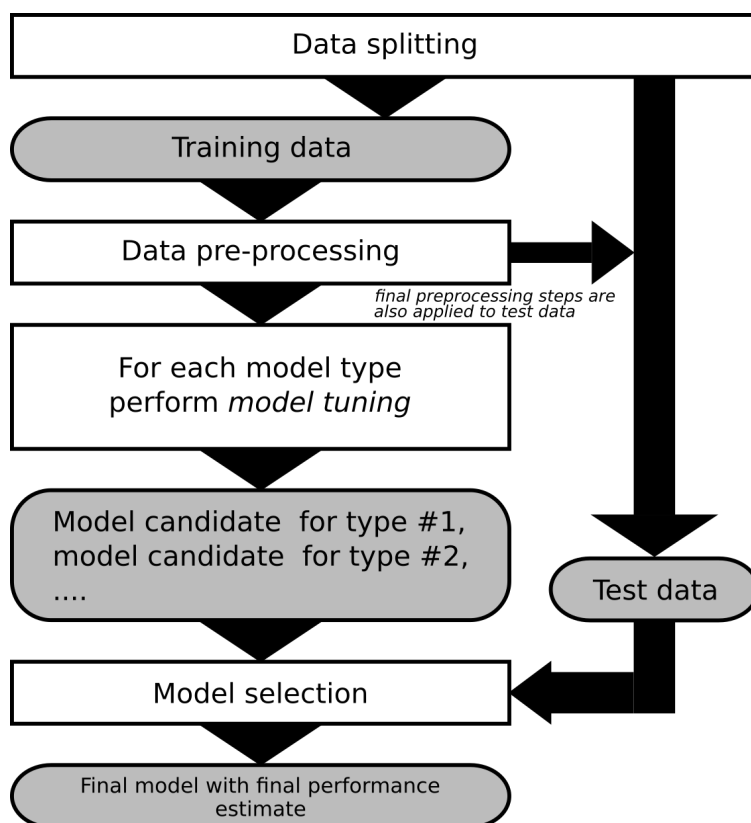 Data splitting
Training data
Data pre-processing
final preprocessing steps are
also applied to test data
For each model type
perform model tuning
Model candidate  for type #1,
model candidate  for type #2,
....
Test data
Model selection
Final model with final performance
estimate